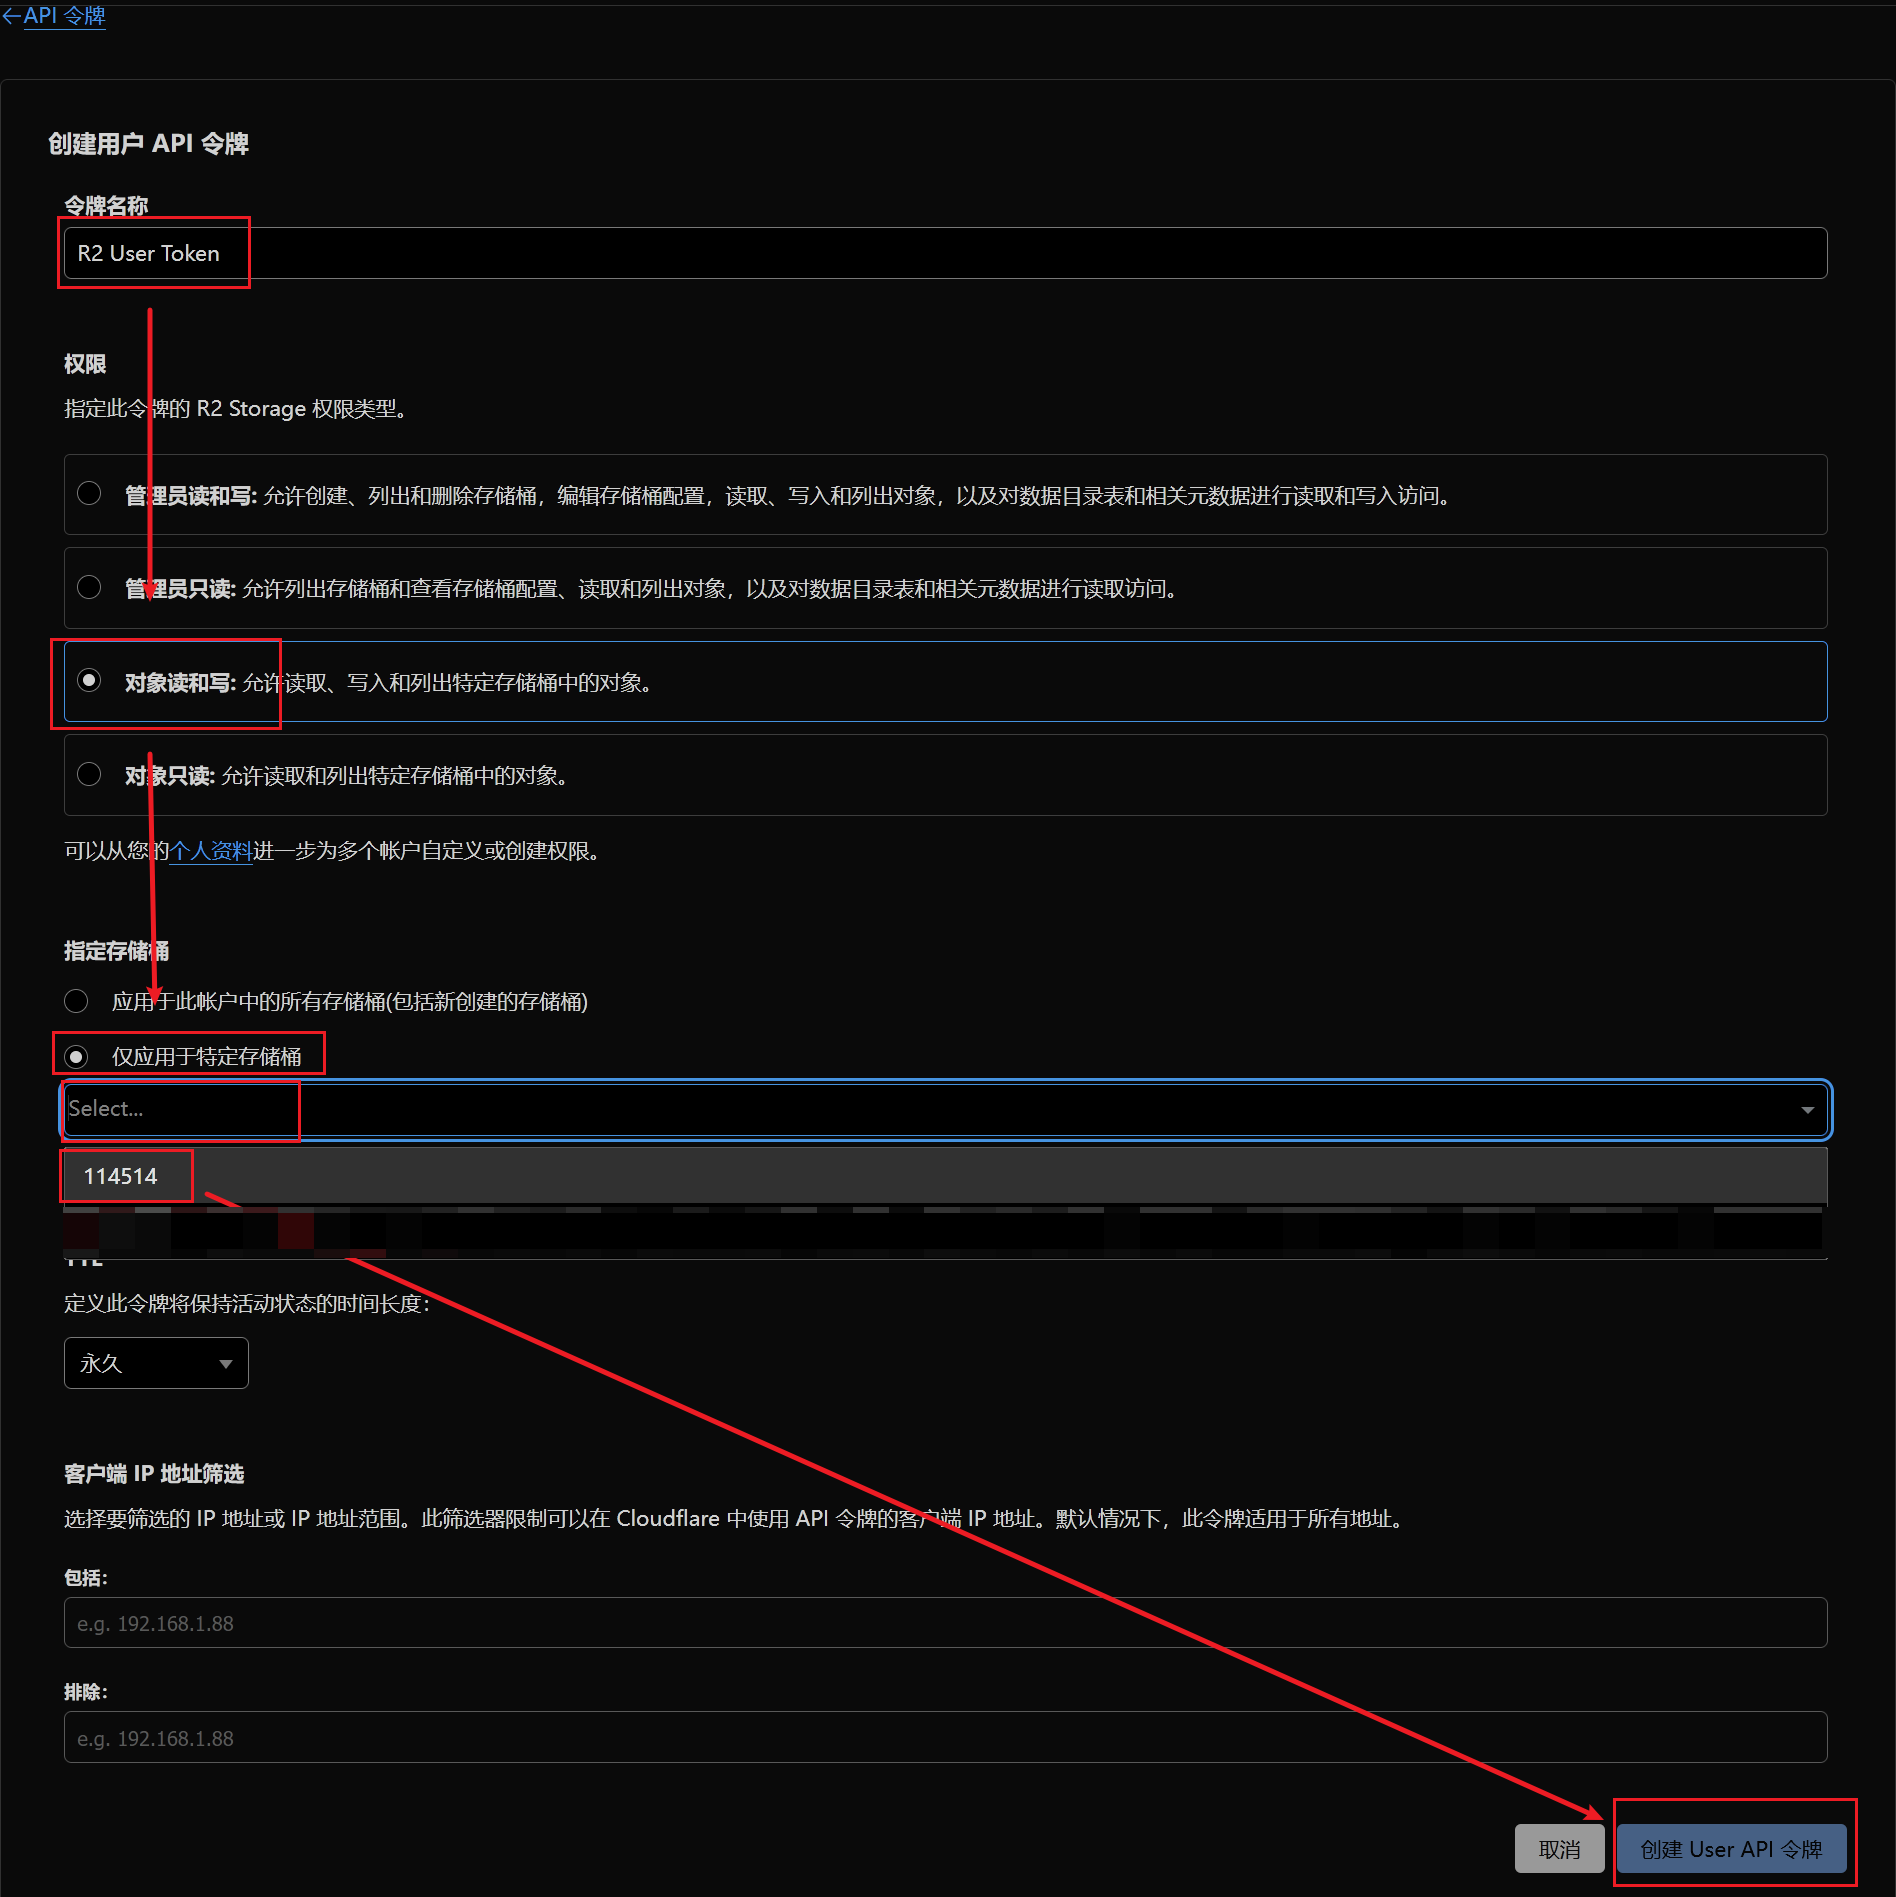 ←API 令牌
创建用户 API 令牌
令牌名称
R2 User Token
权限
指定此令牌的 R2 Storage 权限类型。
管理员读和写: 允许创建、列出和删除存储桶，编辑存储桶配置，读取、写入和列出对象，以及对数据目录表和相关元数据进行读取和写入访问。
管理员只读: 允许列出存储桶和查看存储桶配置、读取和列出对象，以及对数据目录表和相关元数据进行读取访问。
对象读和写: 允许读取、写入和列出特定存储桶中的对象。
对象只读: 允许读取和列出特定存储桶中的对象。
可以从您的个人资料进一步为多个帐户自定义或创建权限。
指定存储桶
应用于此帐户中的所有存储桶(包括新创建的存储桶)
仅应用于特定存储桶
Select...
114514
TTL
定义此令牌将保持活动状态的时间长度：
永久
客户端 IP 地址筛选
选择要筛选的 IP 地址或 IP 地址范围。此筛选器限制可以在 Cloudflare 中使用 API 令牌的客户端 IP 地址。默认情况下，此令牌适用于所有地址。
包括：
e.g. 192.168.1.88
排除：
e.g. 192.168.1.88
取消
创建 User API 令牌